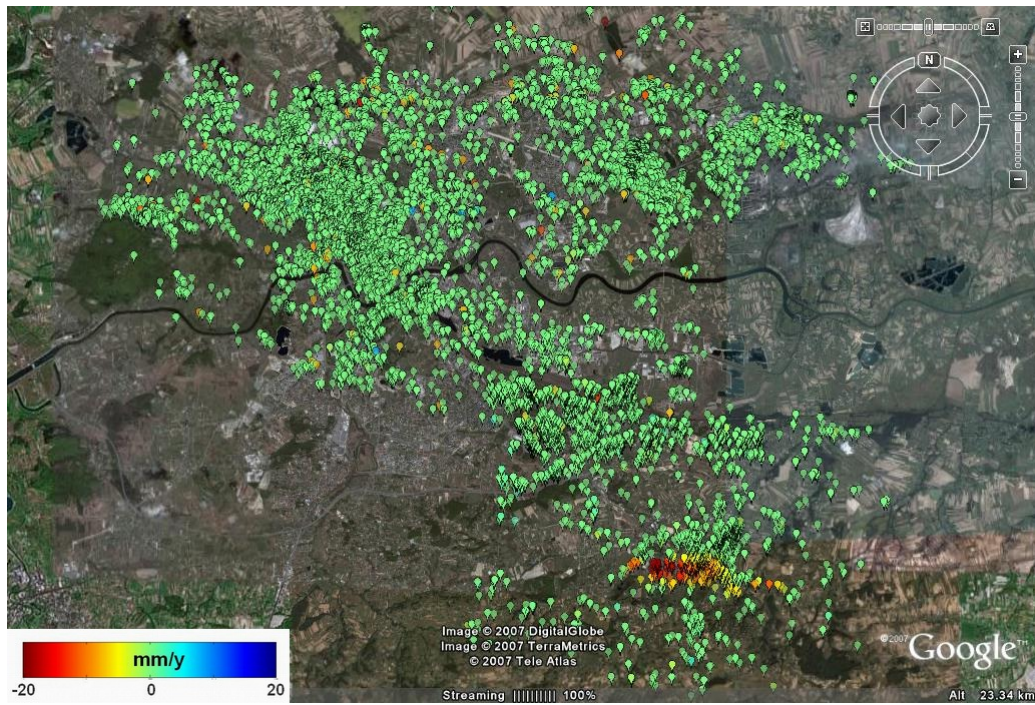 N
mm/y
-20 0 20
Image © 2007 DigitalGlobe
Image © 2007 TerraMetrics
© 2007 Tele Atlas
©2007 Google™
Streaming |||||||||| 100%
Alt 23.34 km